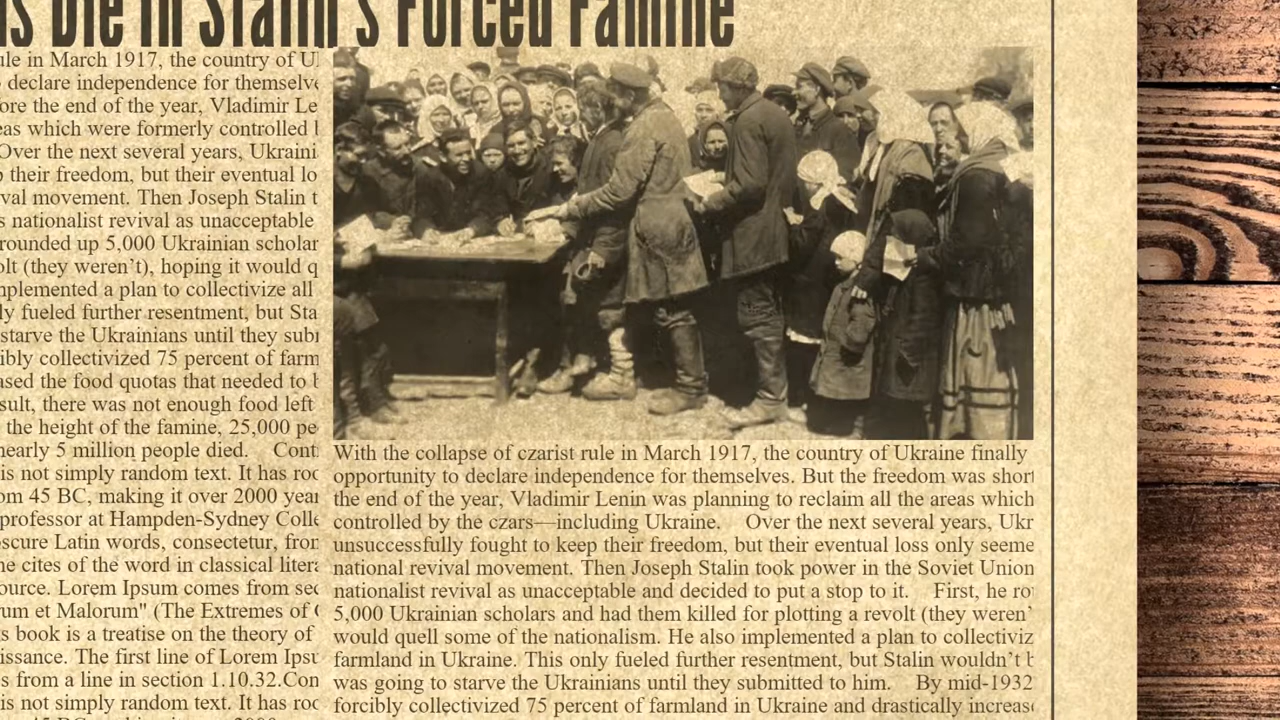 Die in Stalin's Forced Famine
rule in March 1917, the country of
declare independence for themselve
fore the end of the year, Vladimir Le
eas which were formerly controlled
Over the next several years, Ukraini
their freedom, but their eventual lo
val movement. Then Joseph Stalin t
s nationalist revival as unacceptable
rounded up 5,000 Ukrainian scholar
olt (they weren't), hoping it would q
mplemented a plan to collectivize all
ly fueled further resentment, but Sta
starve the Ukrainians until they subr
ibly collectivized 75 percent of farm
ased the food quotas that needed to
sult, there was not enough food left
the height of the famine, 25,000 pe
nearly 5 million people died. Cont
is not simply random text. It has roo
om 45 BC, making it over 2000 year
professor at Hampden-Sydney Colle
bscure Latin words, consectetur, fron
he cites of the word in classical litera
ource. Lorem Ipsum comes from sec
rum et Malorum" (The Extremes of
s book is a treatise on the theory of
issance. The first line of Lorem Ipsu
s from a line in section 1.10.32.Con
is not simply random text. It has roo
With the collapse of czarist rule in March 1917, the country of Ukraine finally
opportunity to declare independence for themselves. But the freedom was short
the end of the year, Vladimir Lenin was planning to reclaim all the areas which
controlled by the czars—including Ukraine. Over the next several years, Ukr
unsuccessfully fought to keep their freedom, but their eventual loss only seeme
national revival movement. Then Joseph Stalin took power in the Soviet Union
nationalist revival as unacceptable and decided to put a stop to it. First, he ro
5,000 Ukrainian scholars and had them killed for plotting a revolt (they weren'
would quell some of the nationalism. He also implemented a plan to collectiviz
farmland in Ukraine. This only fueled further resentment, but Stalin wouldn't
was going to starve the Ukrainians until they submitted to him. By mid-1932
forcibly collectivized 75 percent of farmland in Ukraine and drastically increase